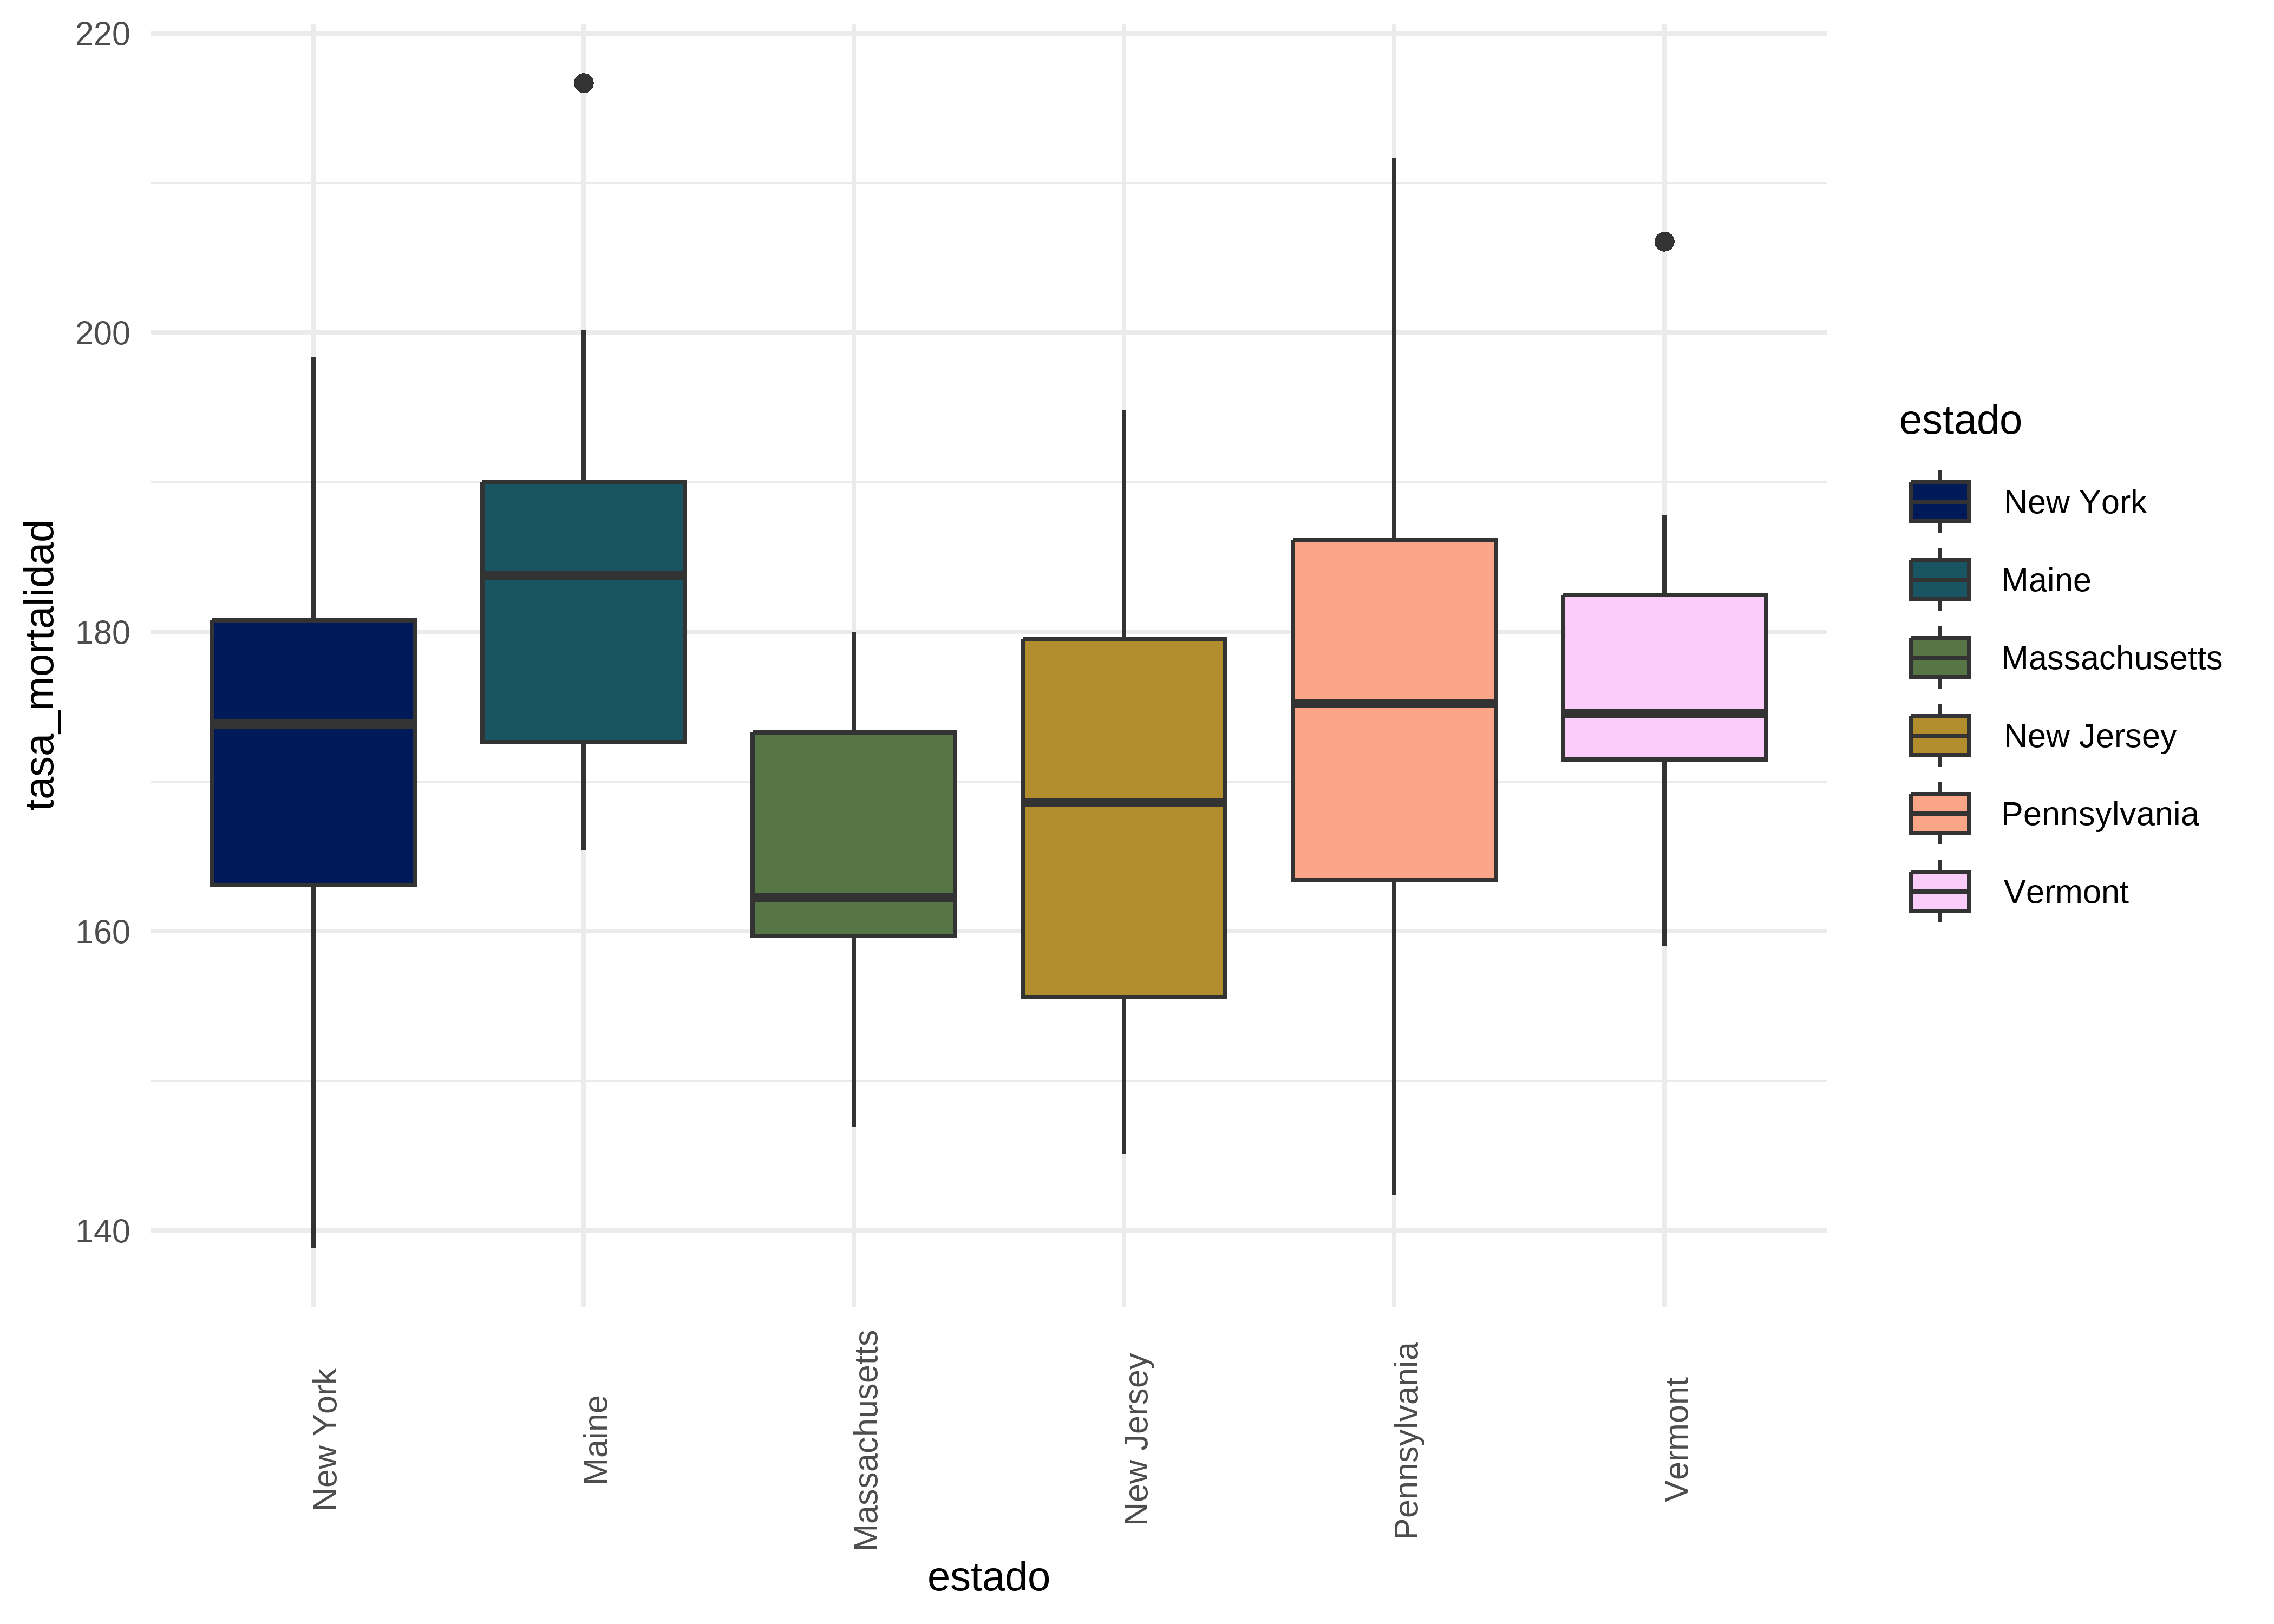 220
200
180
160
140
tasa_mortalidad
New York
Maine
Massachusetts
New Jersey
Pennsylvania
Vermont
estado
estado
New York
Maine
Massachusetts
New Jersey
Pennsylvania
Vermont